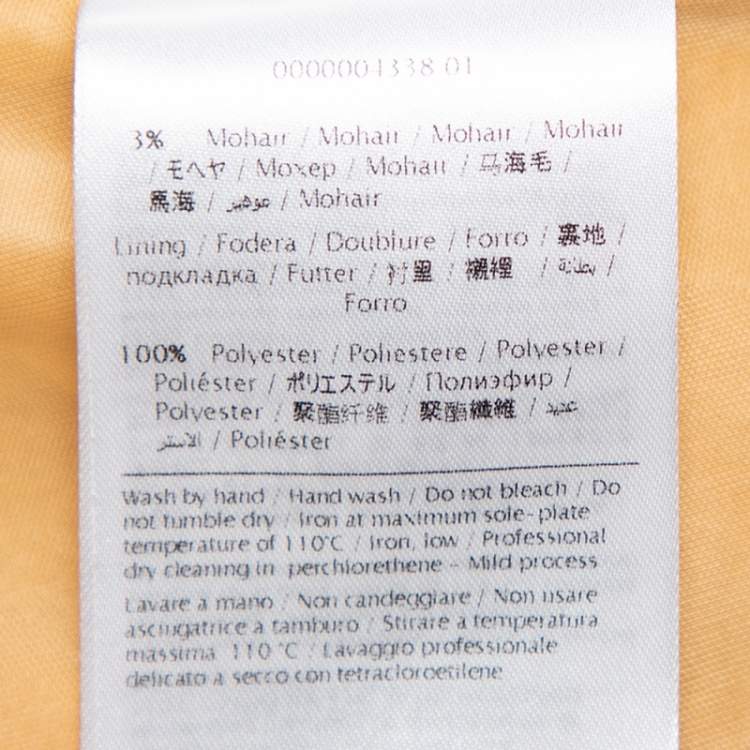 0000004338 01
3% Mohair / Mohair / Mohair / Mohair
/ モヘヤ / Мохер / Mohair / 马海毛 /
馬海 / موهير / Mohair
Lining / Fodera / Doublure / Forro / 裏地 /
подкладка / Futter / 衬里 / 襯裡 / بطانة /
Forro
100% Polyester / Poliestere / Polyester /
Poliéster / ポリエステル / Полиэфир /
Polyester / 聚酯纤维 / 聚酯纖維 / عديد
الأستر / Poliéster
Wash by hand / Hand wash / Do not bleach / Do
not tumble dry / Iron at maximum sole-plate
temperature of 110°C / Iron, low / Professional
dry cleaning in perchlorethene - Mild process
Lavare a mano / Non candeggiare / Non usare
asciugatrice a tamburo / Stirare a temperatura
massima 110 °C / Lavaggio professionale
delicato a secco con tetracloroetilene